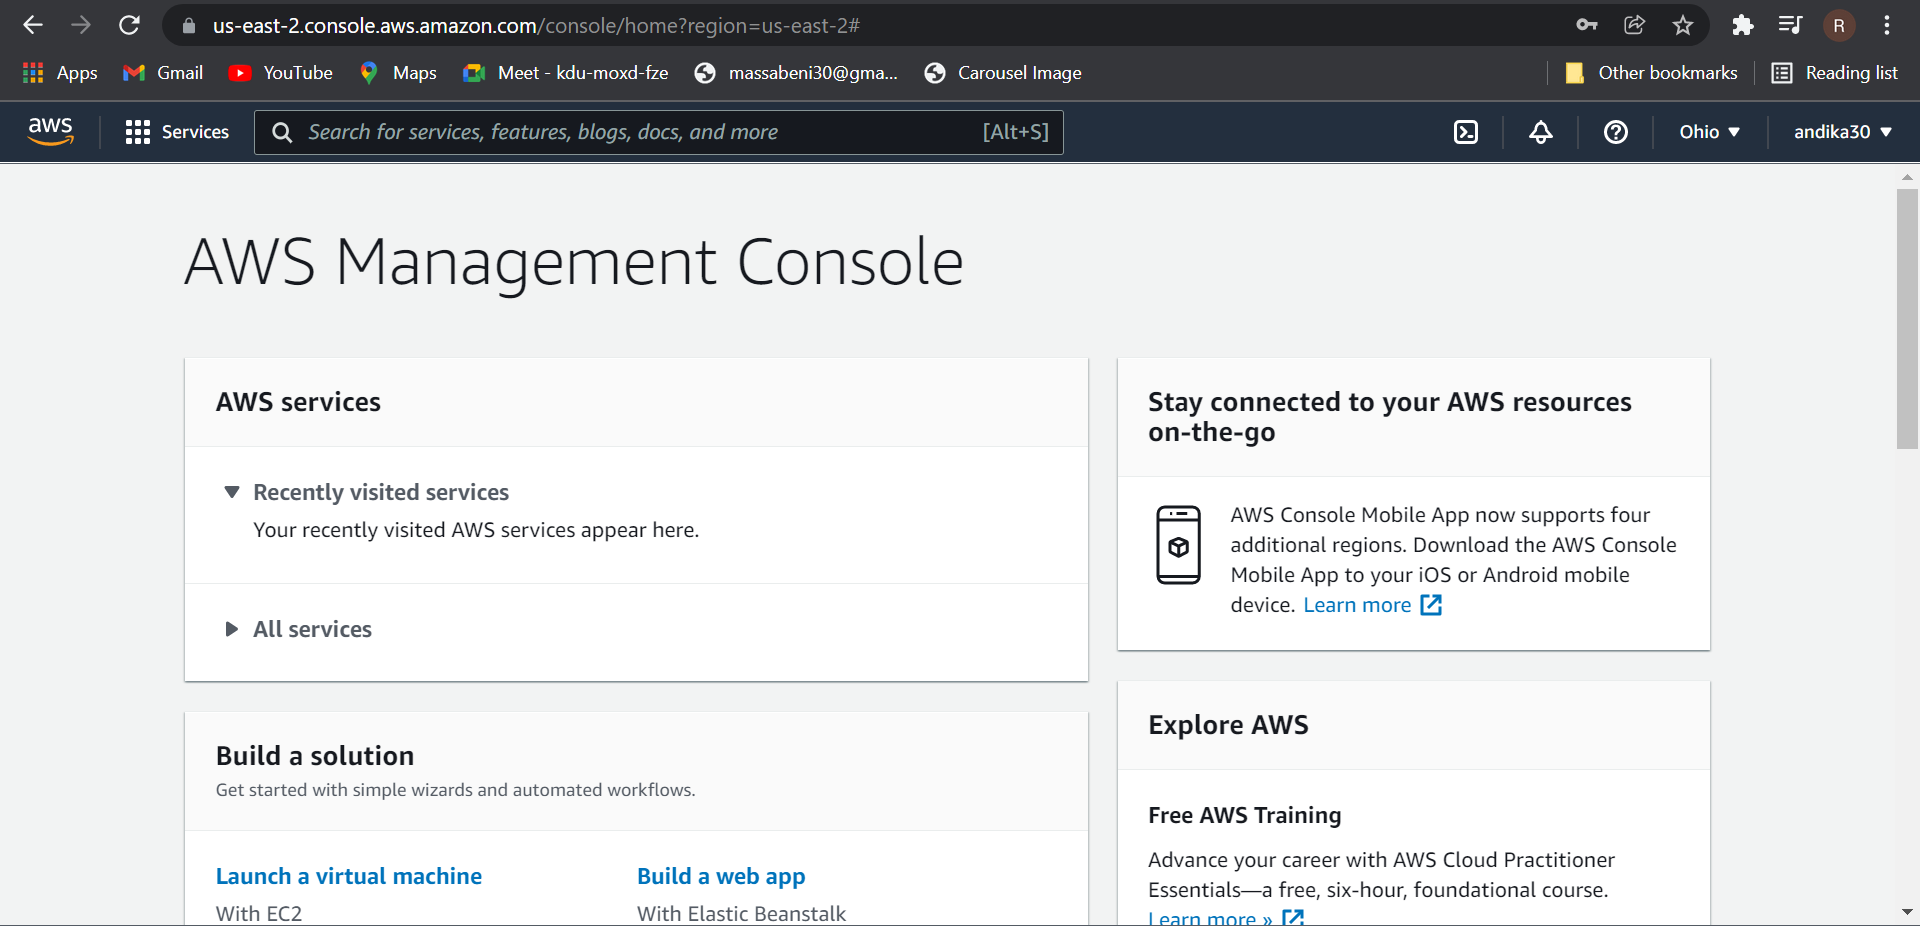 us-east-2.console.aws.amazon.com/console/home?region=us-east-2#
R
Apps Gmail YouTube Maps Meet - kdu-moxd-fze massabeni30@gma... Carousel Image Other bookmarks Reading list
aws Services Search for services, features, blogs, docs, and more [Alt+S] Ohio andika30
AWS Management Console
AWS services
Recently visited services
Your recently visited AWS services appear here.
All services
Build a solution
Get started with simple wizards and automated workflows.
Launch a virtual machine
With EC2
Build a web app
With Elastic Beanstalk
Stay connected to your AWS resources
on-the-go
AWS Console Mobile App now supports four
additional regions. Download the AWS Console
Mobile App to your iOS or Android mobile
device. Learn more
Explore AWS
Free AWS Training
Advance your career with AWS Cloud Practitioner
Essentials—a free, six-hour, foundational course.
Learn more »